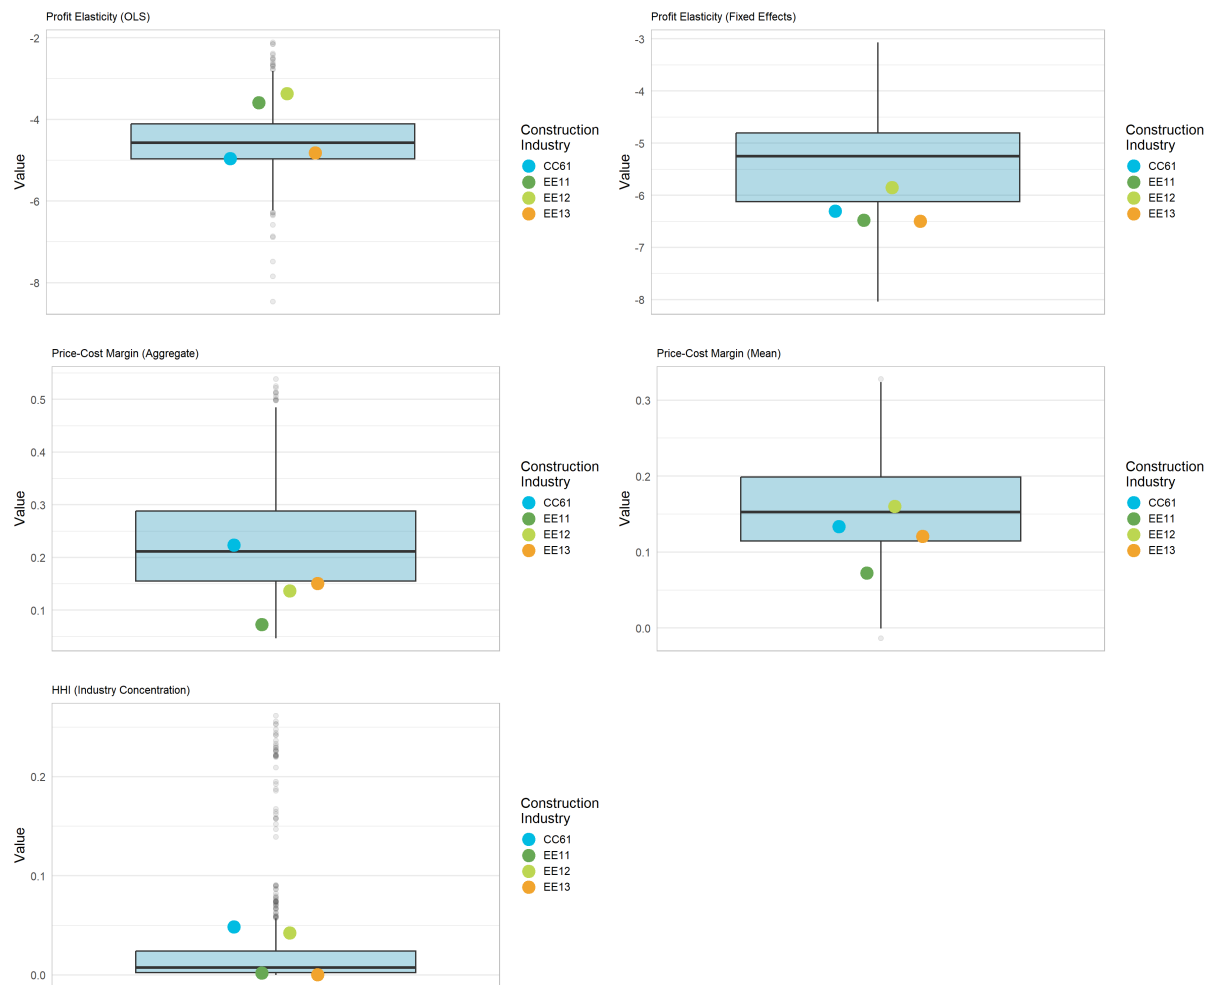 Profit Elasticity (OLS)
-2
-4
-6
-8
Value
Construction
Industry
CC61
EE11
EE12
EE13
Profit Elasticity (Fixed Effects)
-3
-4
-5
-6
-7
-8
Value
Construction
Industry
CC61
EE11
EE12
EE13
Price-Cost Margin (Aggregate)
0.5
0.4
0.3
0.2
0.1
Value
Construction
Industry
CC61
EE11
EE12
EE13
Price-Cost Margin (Mean)
0.3
0.2
0.1
0.0
Value
Construction
Industry
CC61
EE11
EE12
EE13
HHI (Industry Concentration)
0.2
0.1
0.0
Value
Construction
Industry
CC61
EE11
EE12
EE13